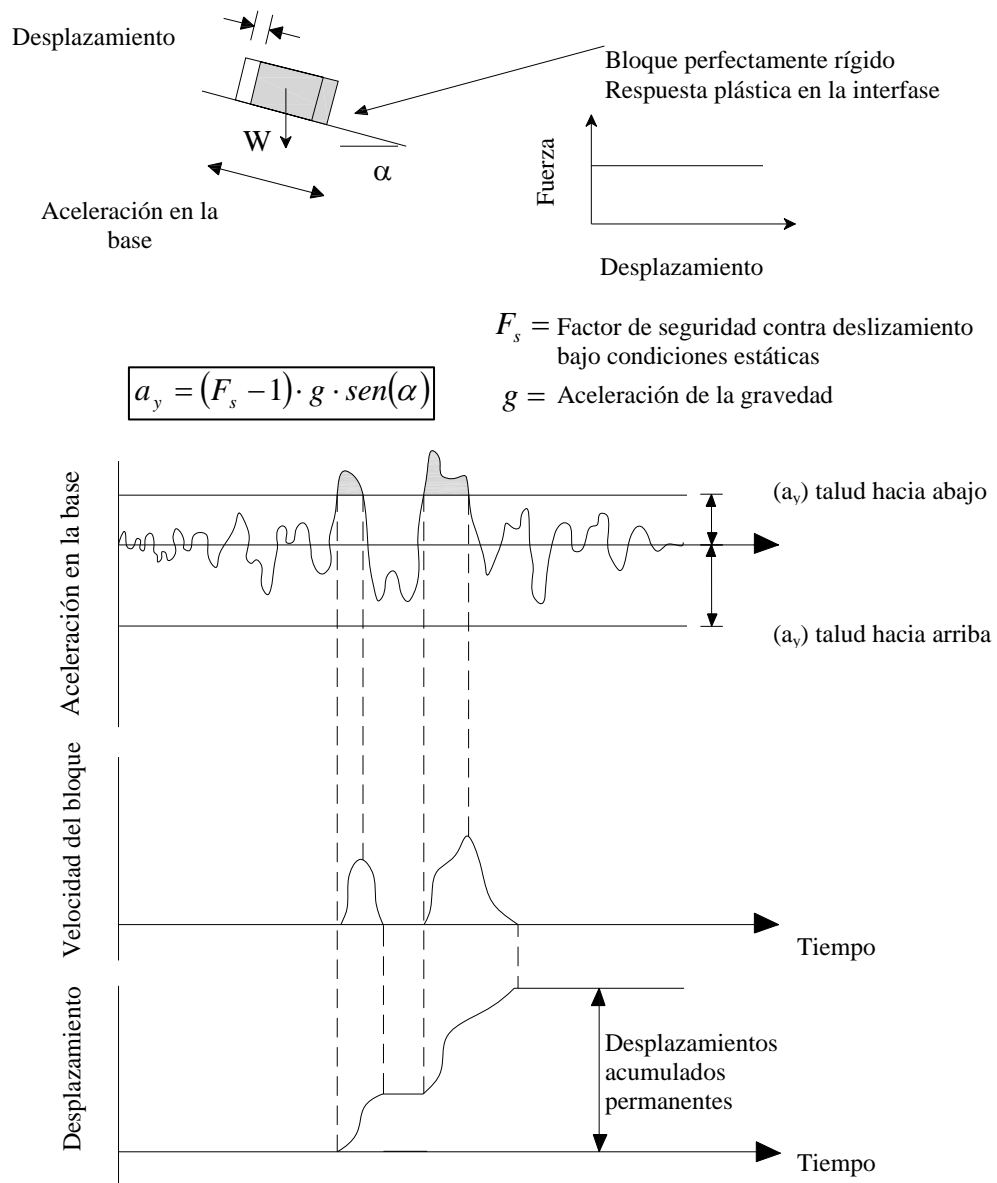 Desplazamiento
Bloque perfectamente rígido
Respuesta plástica en la interfase
W
α
Aceleración en la
base
Fuerza
Desplazamiento
F_s = Factor de seguridad contra deslizamiento
bajo condiciones estáticas
a_y = (F_s − 1) · g · sen(α)
g = Aceleración de la gravedad
Aceleración en la base
(a_y) talud hacia abajo
(a_y) talud hacia arriba
Velocidad del bloque
Tiempo
Desplazamiento
Desplazamientos
acumulados
permanentes
Tiempo